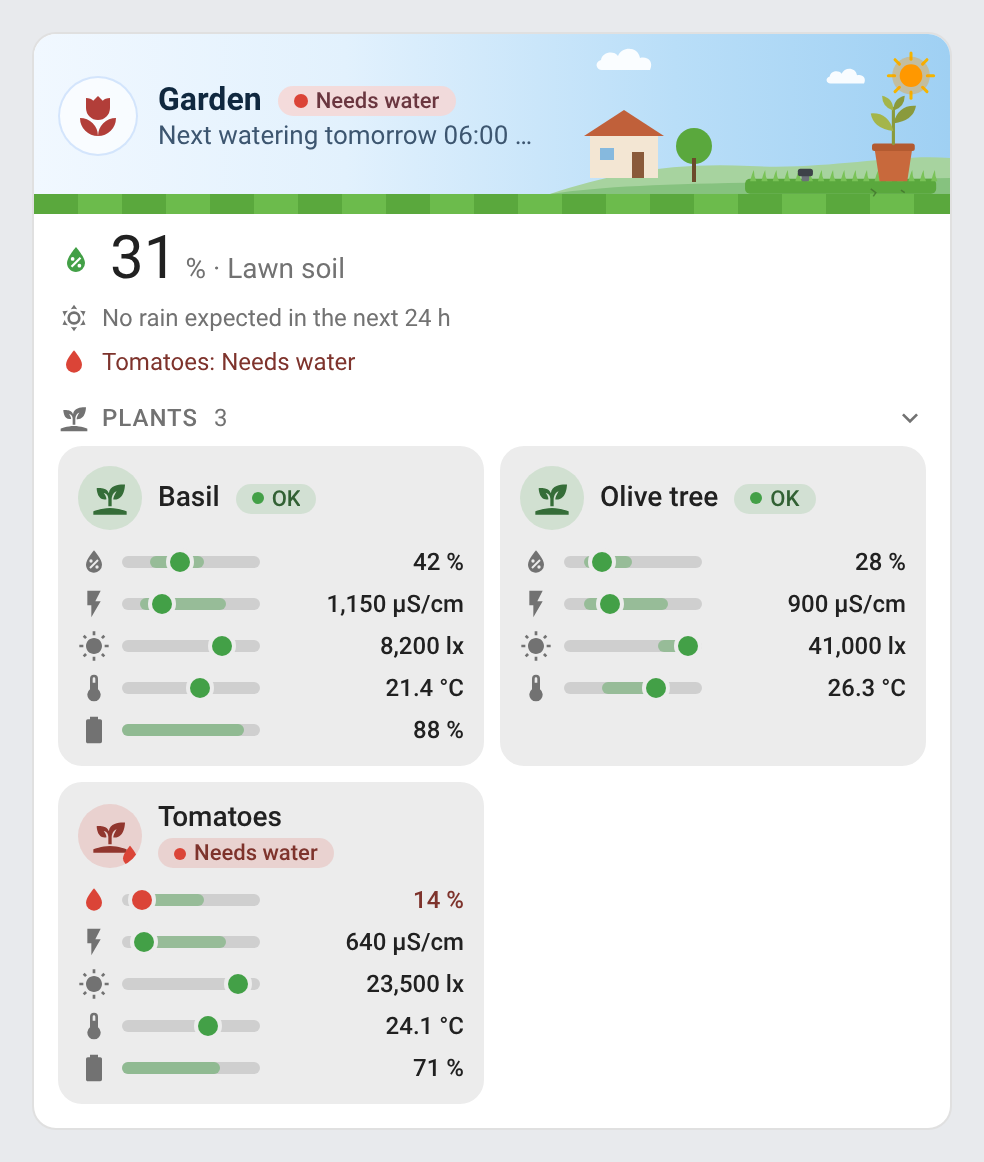 Garden Needs water
Next watering tomorrow 06:00 ...
31 % · Lawn soil
No rain expected in the next 24 h
Tomatoes: Needs water
PLANTS 3
Basil OK
42 %
1,150 µS/cm
8,200 lx
21.4 °C
88 %
Olive tree OK
28 %
900 µS/cm
41,000 lx
26.3 °C
Tomatoes
Needs water
14 %
640 µS/cm
23,500 lx
24.1 °C
71 %